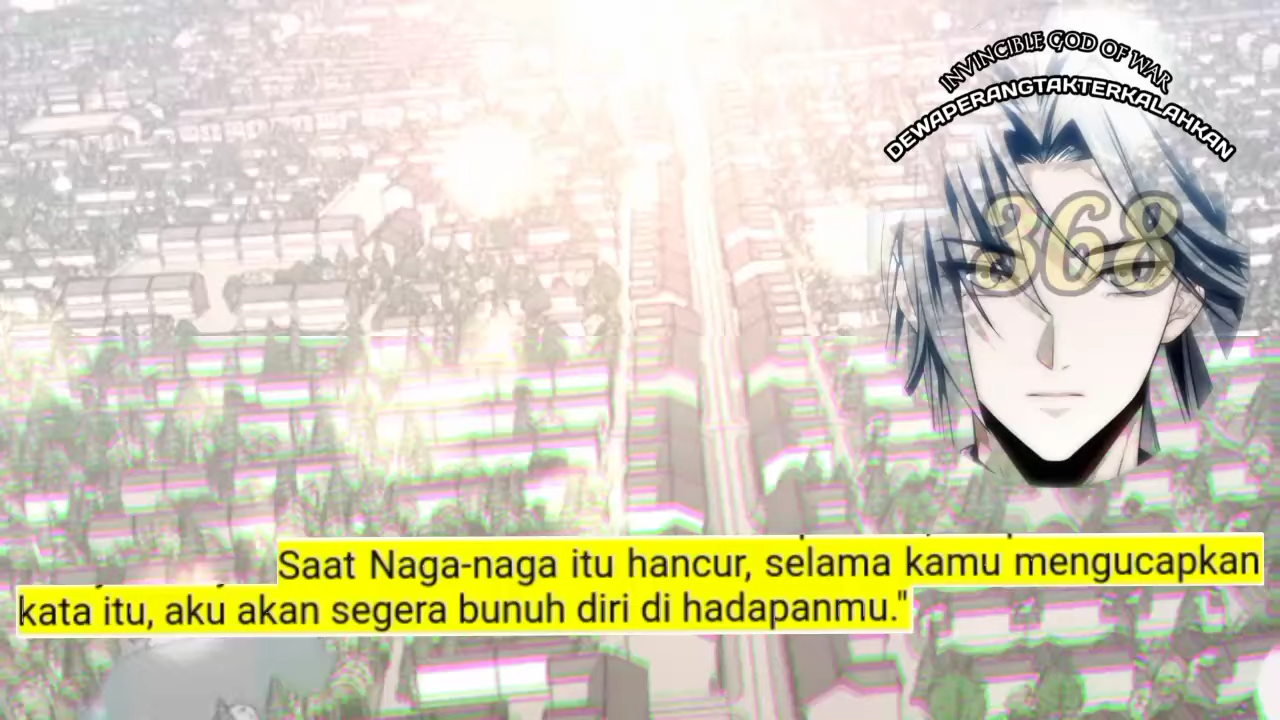 INVINCIBLE GOD OF WAR
DEWAPERANGTAKTERKALAHKAN
368
Saat Naga-naga itu hancur, selama kamu mengucapkan
kata itu, aku akan segera bunuh diri di hadapanmu."